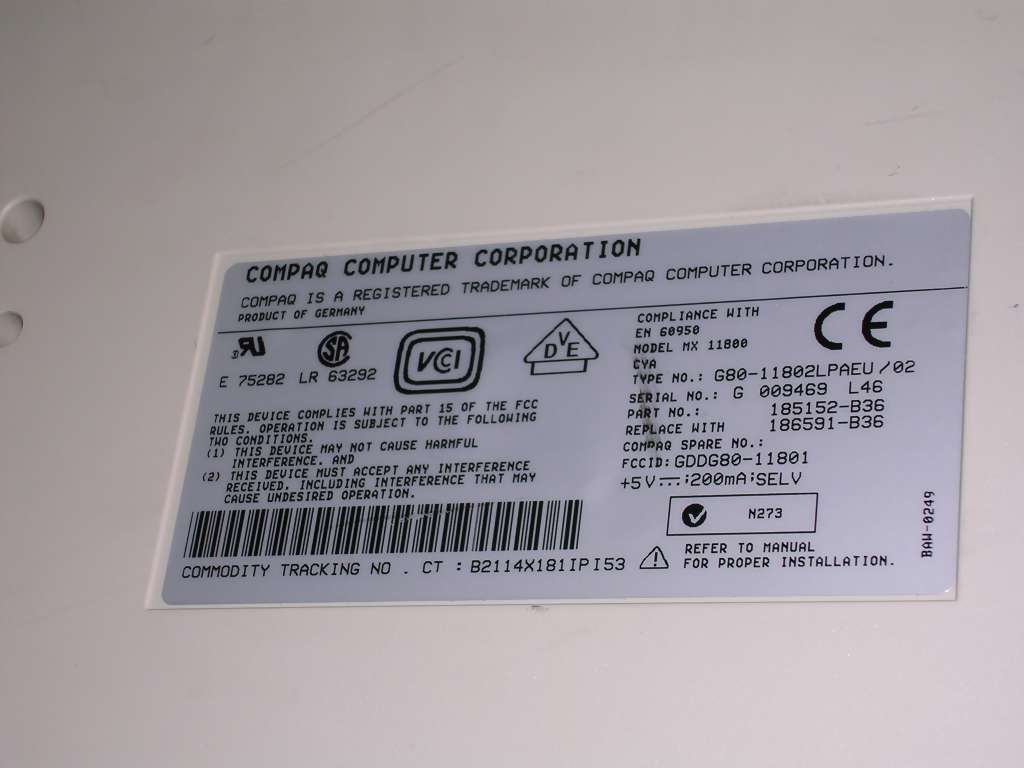 COMPAQ COMPUTER CORPORATION
COMPAQ IS A REGISTERED TRADEMARK OF COMPAQ COMPUTER CORPORATION.
PRODUCT OF GERMANY
E 75282 LR 63292
SA
VCCI
DVE
COMPLIANCE WITH
EN 60950
MODEL MX 11800
CYA
TYPE NO.: G80-11802LPAEU/02
SERIAL NO.: G 009469 L46
PART NO.: 185152-B36
REPLACE WITH 186591-B36
COMPAQ SPARE NO.:
FCCID: GDDG80-11801
+5V⎓;200mA;SELV
CE
THIS DEVICE COMPLIES WITH PART 15 OF THE FCC
RULES. OPERATION IS SUBJECT TO THE FOLLOWING
TWO CONDITIONS.
(1) THIS DEVICE MAY NOT CAUSE HARMFUL
INTERFERENCE. AND
(2) THIS DEVICE MUST ACCEPT ANY INTERFERENCE
RECEIVED, INCLUDING INTERFERENCE THAT MAY
CAUSE UNDESIRED OPERATION.
COMMODITY TRACKING NO . CT : B2114X181IPI53
N273
REFER TO MANUAL
FOR PROPER INSTALLATION.
BAW-0249